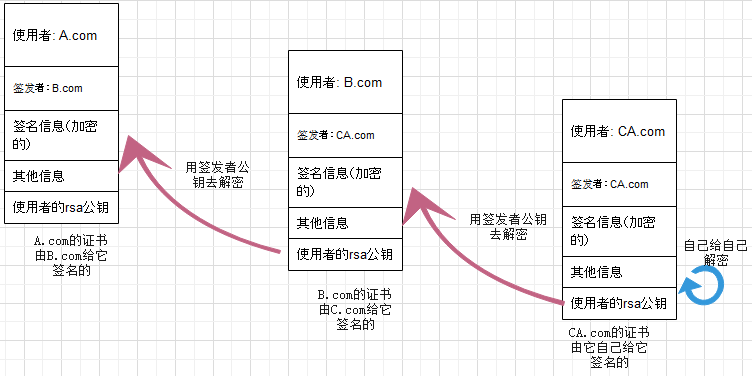 使用者: A.com
签发者：B.com
签名信息(加密
的)
其他信息
使用者的rsa公钥
A.com的证书
由B.com给它
签名的
用签发者公
钥去解密
使用者: B.com
签发者：CA.com
签名信息(加密
的)
其他信息
使用者的rsa公钥
B.com的证书
由C.com给它
签名的
用签发者公钥
去解密
使用者: CA.com
签发者：CA.com
签名信息(加密
的)
其他信息
使用者的rsa公钥
CA.com的证书
由它自己给它
签名的
自己给自己
解密